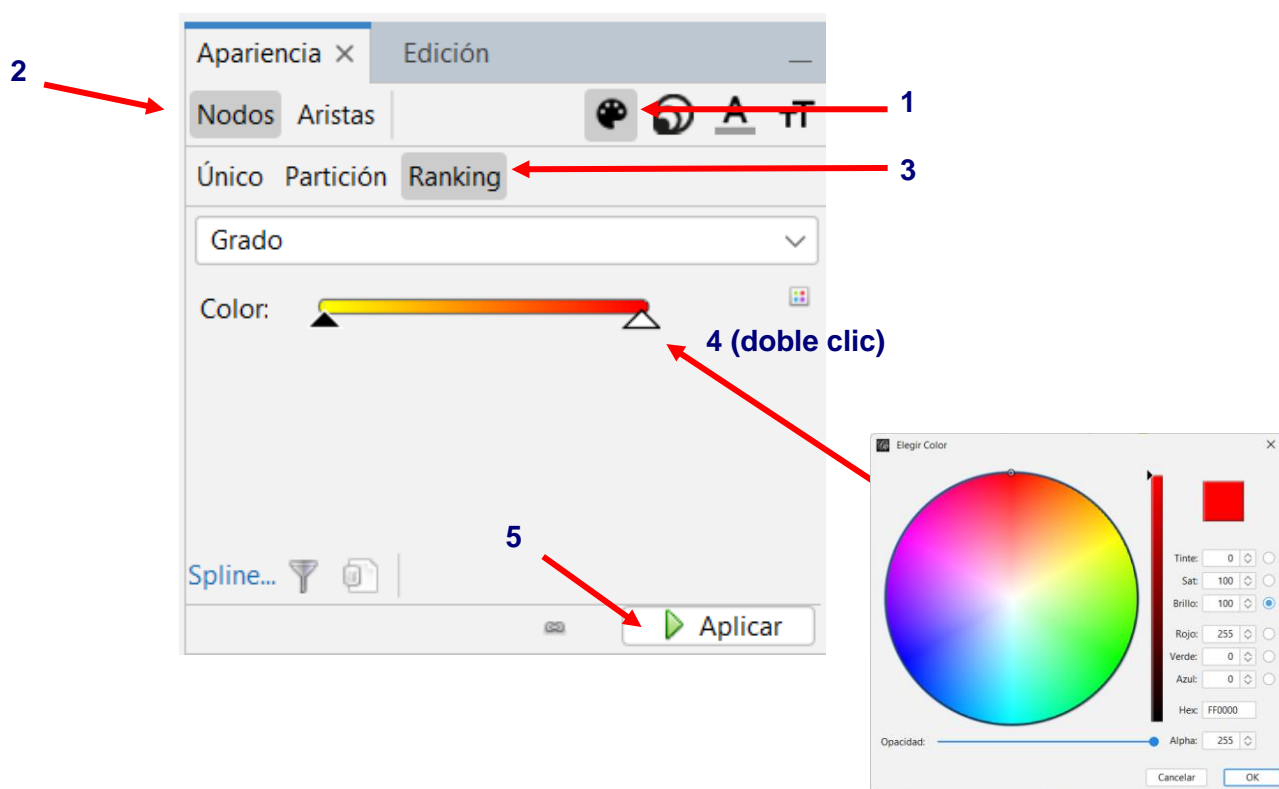 Apariencia Edición
2
Nodos Aristas A TT
1
Único Partición Ranking
3
Grado
Color:
4 (doble clic)
Elegir Color
Tinte: 0
Sat: 100
Brillo: 100
Rojo: 255
Verde: 0
Azul: 0
Hex: FF0000
Opacidad: Alpha: 255
Cancelar OK
5
Spline...
Aplicar